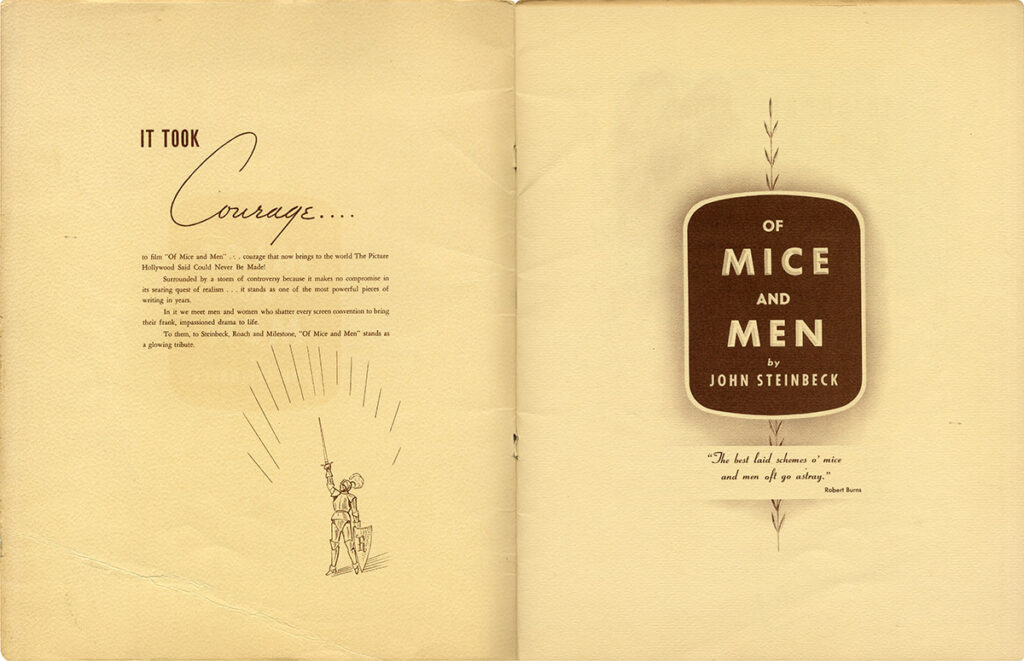 IT TOOK
Courage....
to film "Of Mice and Men" . . . courage that now brings to the world The Picture
Hollywood Said Could Never Be Made!
Surrounded by a storm of controversy because it makes no compromise in
its searing quest of realism . . . it stands as one of the most powerful pieces of
writing in years.
In it we meet men and women who shatter every screen convention to bring
their frank, impassioned drama to life.
To them, to Steinbeck, Roach and Milestone, "Of Mice and Men" stands as
a glowing tribute.
OF
MICE
AND
MEN
by
JOHN STEINBECK
"The best laid schemes o' mice
and men oft go astray."
Robert Burns